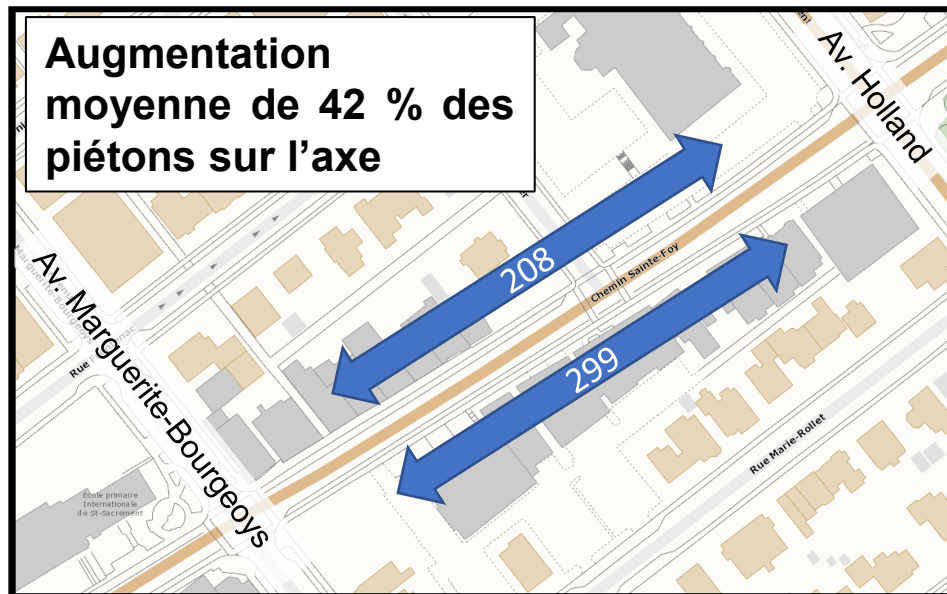 Augmentation
moyenne de 42 % des
piétons sur l’axe
Av. Holland
208
Chemin Sainte-Foy
299
Av. Marguerite-Bourgeoys
Rue
Rue Marie-Rollet
École primaire
Internationale
de St-Sacrement